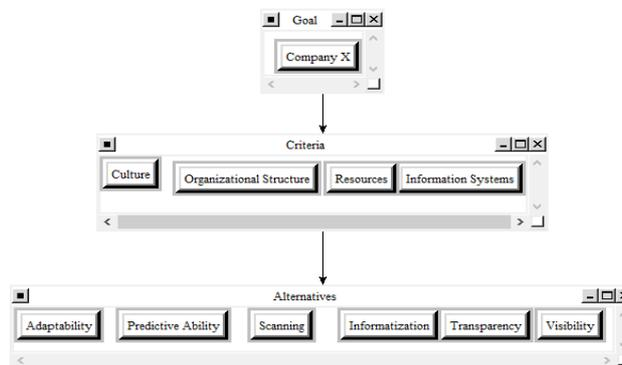 Goal
Company X
Criteria
Culture
Organizational Structure
Resources
Information Systems
Alternatives
Adaptability
Predictive Ability
Scanning
Informatization
Transparency
Visibility